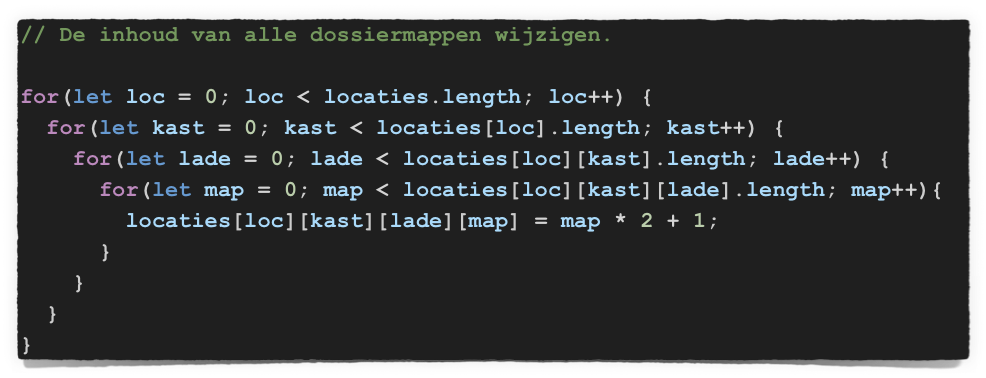 // De inhoud van alle dossiermappen wijzigen.
for(let loc = 0; loc < locaties.length; loc++) {
for(let kast = 0; kast < locaties[loc].length; kast++) {
for(let lade = 0; lade < locaties[loc][kast].length; lade++) {
for(let map = 0; map < locaties[loc][kast][lade].length; map++){
locaties[loc][kast][lade][map] = map * 2 + 1;
}
}
}
}